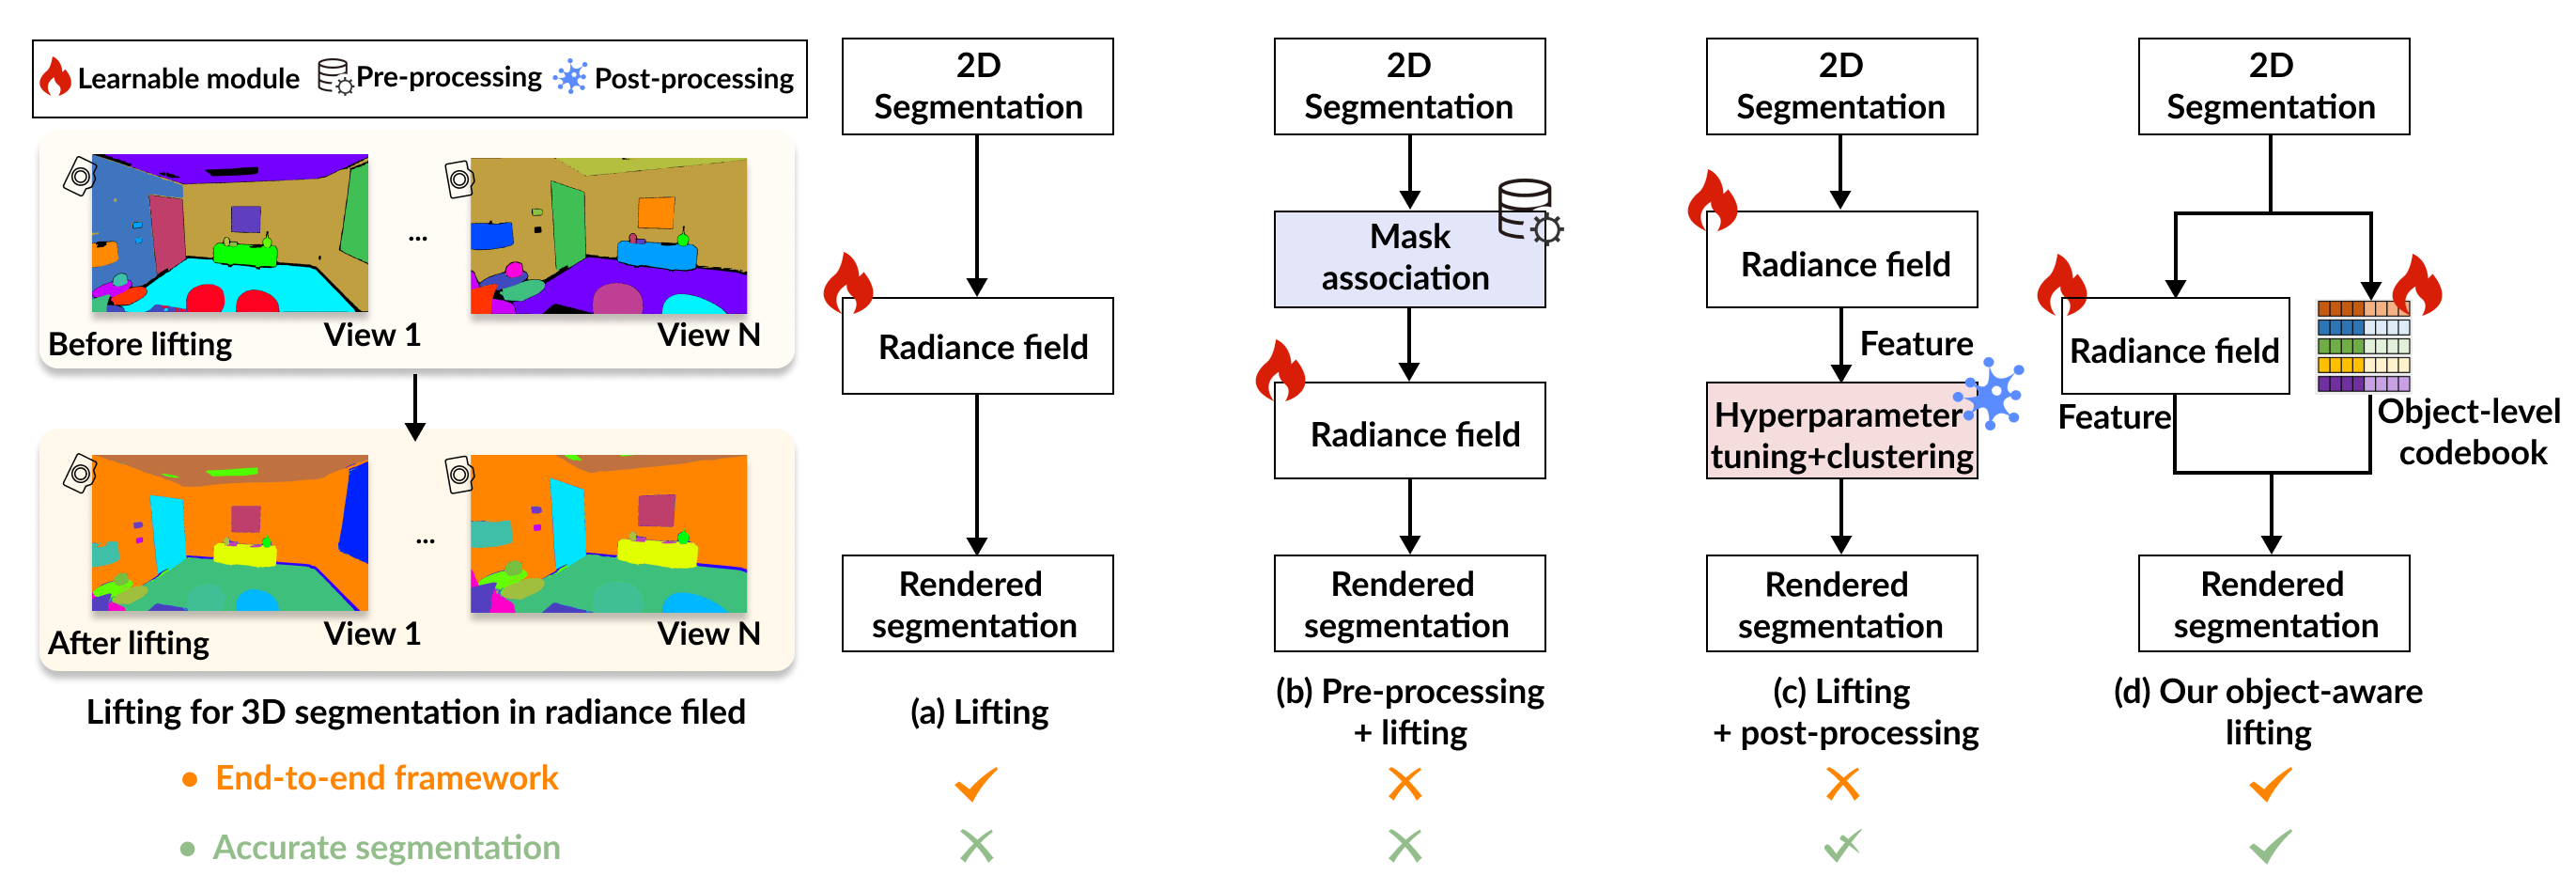 Learnable module
Pre-processing
Post-processing
Before lifting
View 1
...
View N
After lifting
View 1
...
View N
Lifting for 3D segmentation in radiance filed
2D
Segmentation
Radiance field
Rendered
segmentation
(a) Lifting
2D
Segmentation
Mask
association
Radiance field
Rendered
segmentation
(b) Pre-processing
+ lifting
2D
Segmentation
Radiance field
Feature
Hyperparameter
tuning+clustering
Rendered
segmentation
(c) Lifting
+ post-processing
2D
Segmentation
Radiance field
Feature
Object-level
codebook
Rendered
segmentation
(d) Our object-aware
lifting
• End-to-end framework
• Accurate segmentation